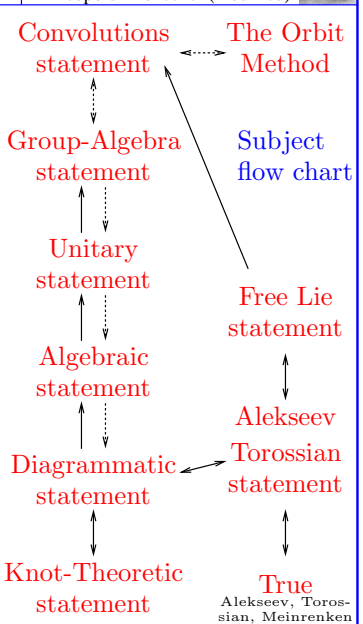 Convolutions
statement
The Orbit
Method
Group-Algebra
statement
Subject
flow chart
Unitary
statement
Free Lie
statement
Algebraic
statement
Alekseev
Torossian
statement
Diagrammatic
statement
Knot-Theoretic
statement
True
Alekseev, Toros-
sian, Meinrenken